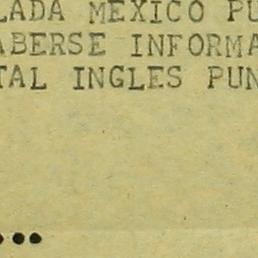 LADA MEXICO PU
ABERSE INFORMA
TAL INGLES PUN